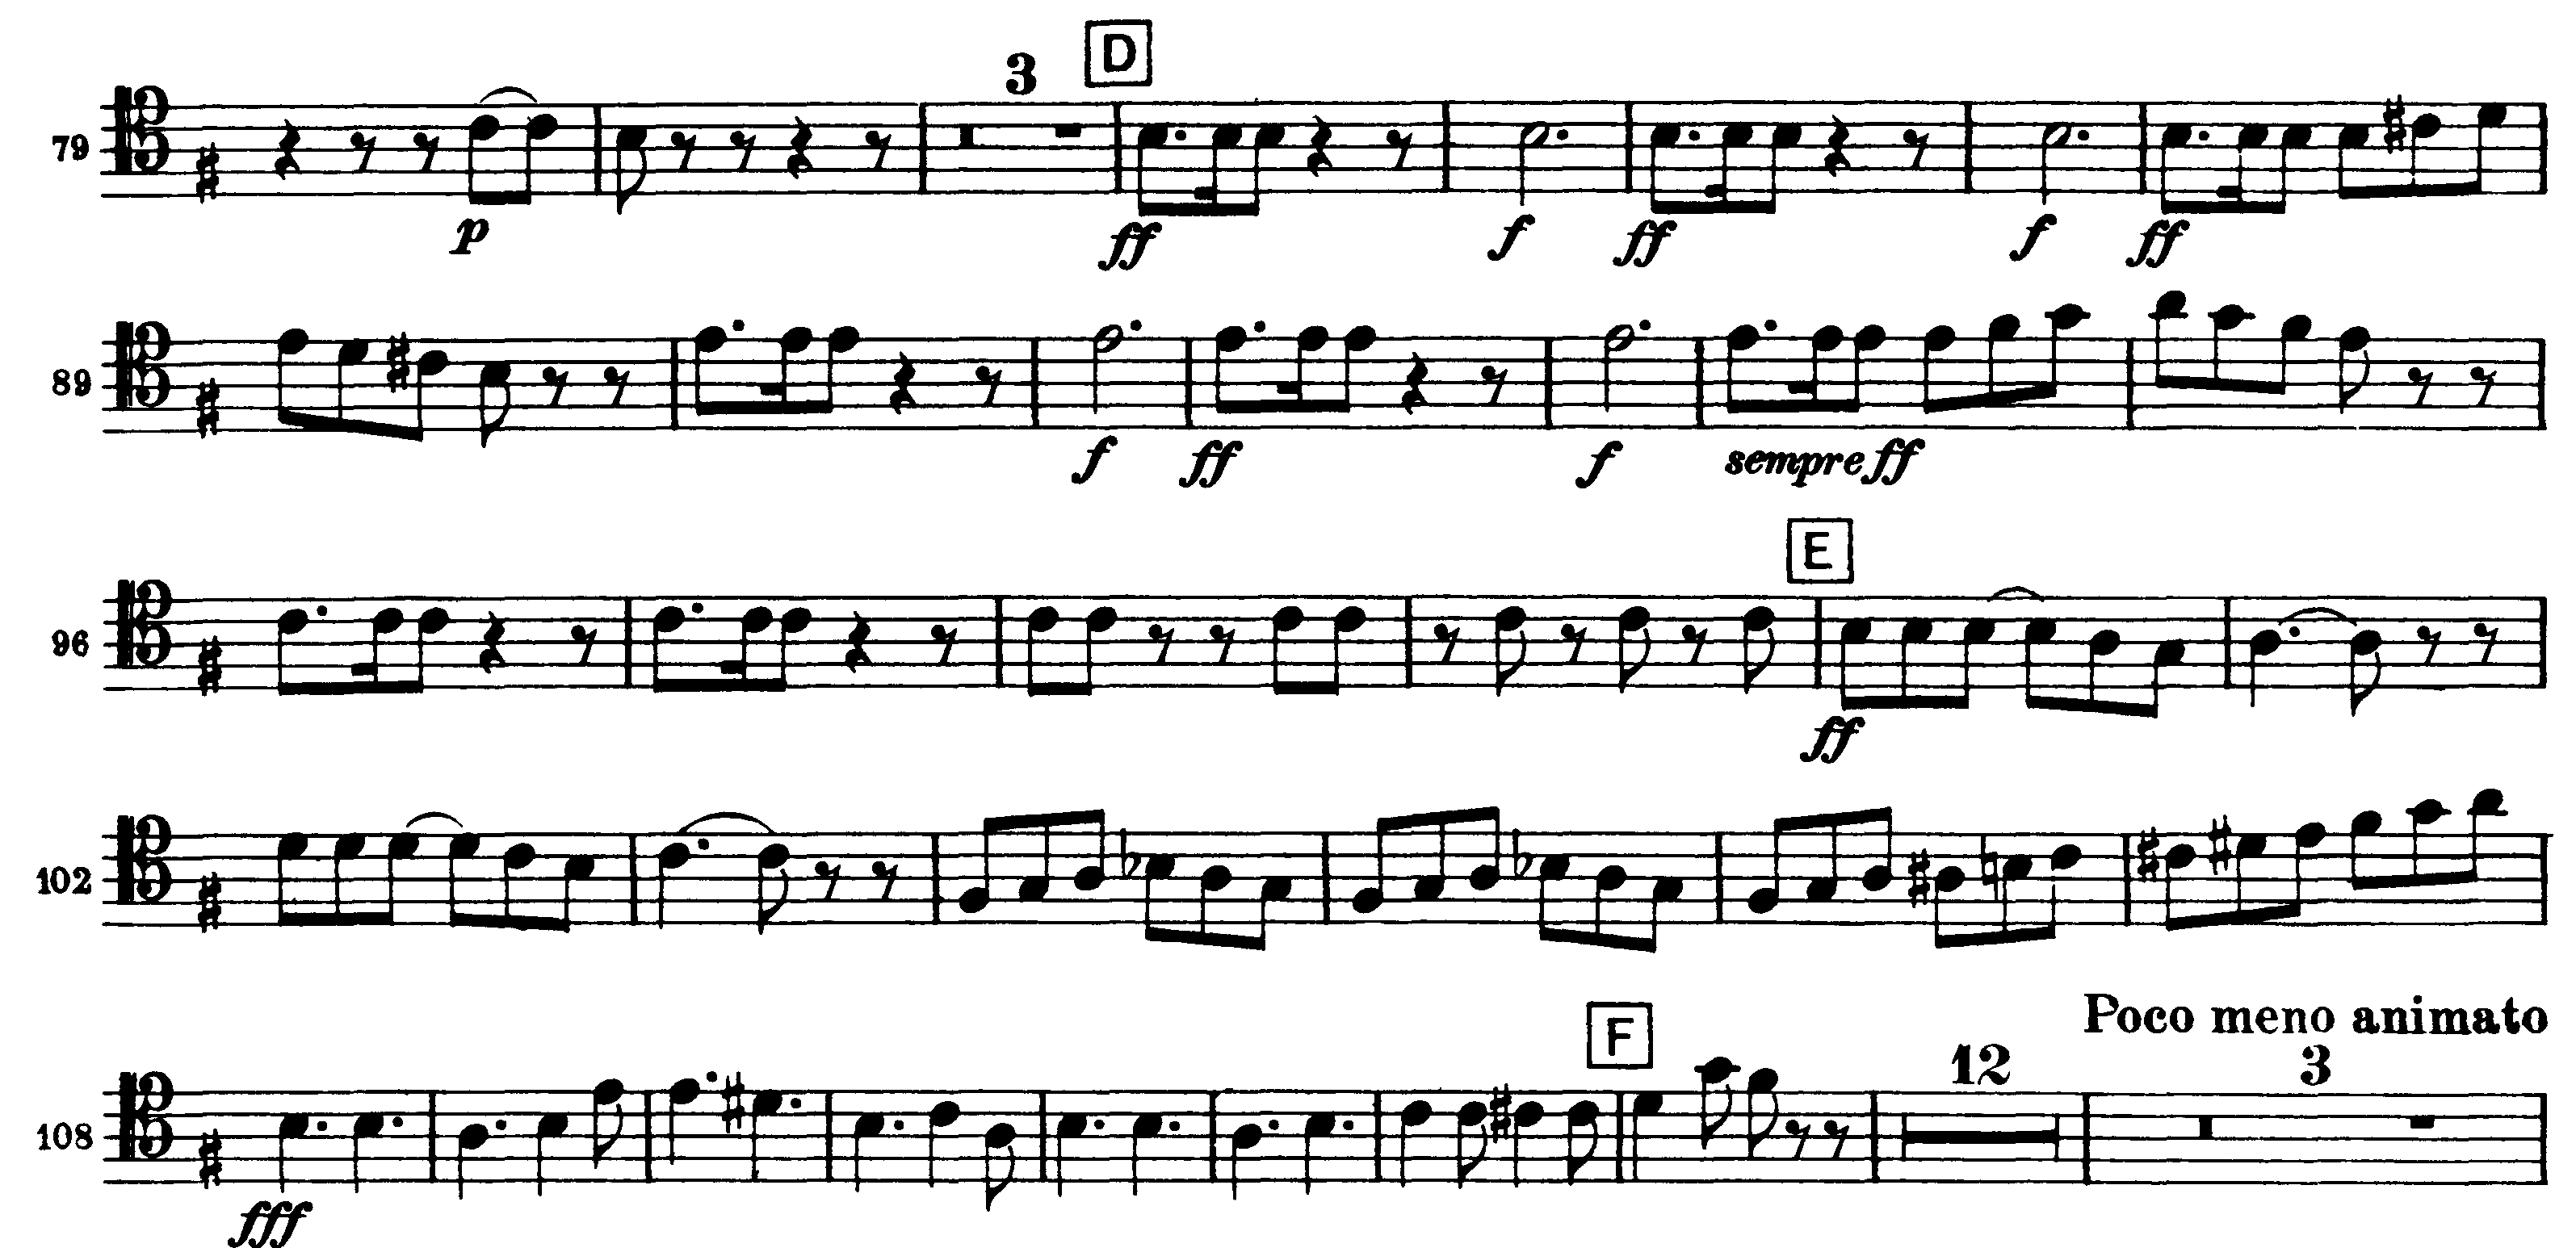 D
3
79
p ff f ff f ff
89
f ff f sempre ff
E
96
ff
102
Poco meno animato
F
12 3
108
fff